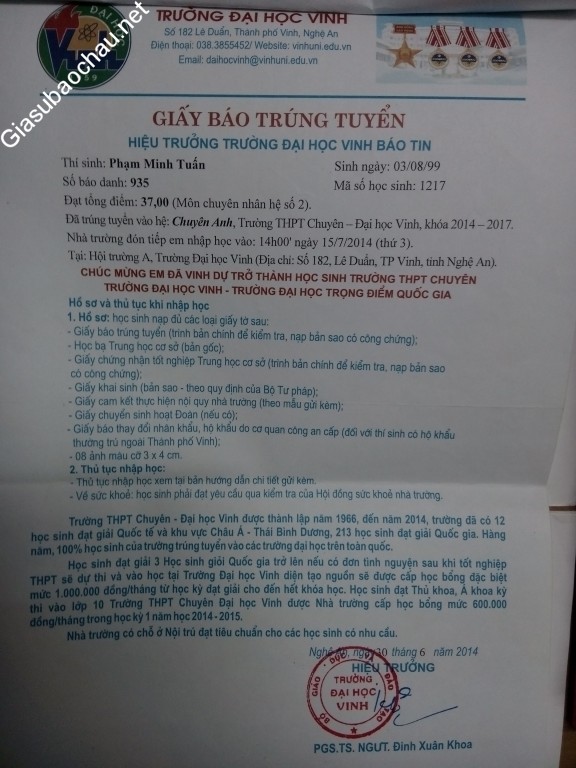 TRƯỜNG ĐẠI HỌC VINH
Số 182 Lê Duẩn, Thành phố Vinh, Nghệ An
Điện thoại: 038.3855452/ Website: vinhuni.edu.vn
Email: daihocvinh@vinhuni.edu.vn
Giasubaochau.net
GIẤY BÁO TRÚNG TUYỂN
HIỆU TRƯỞNG TRƯỜNG ĐẠI HỌC VINH BÁO TIN
Thí sinh: Phạm Minh Tuấn Sinh ngày: 03/08/99
Số báo danh: 935 Mã số học sinh: 1217
Đạt tổng điểm: 37,00 (Môn chuyên nhân hệ số 2).
Đã trúng tuyển vào hệ: Chuyên Anh, Trường THPT Chuyên – Đại học Vinh, khóa 2014 – 2017.
Nhà trường đón tiếp em nhập học vào: 14h00' ngày 15/7/2014 (thứ 3).
Tại: Hội trường A, Trường Đại học Vinh (Địa chỉ: Số 182, Lê Duẩn, TP Vinh, tỉnh Nghệ An).
CHÚC MỪNG EM ĐÃ VINH DỰ TRỞ THÀNH HỌC SINH TRƯỜNG THPT CHUYÊN
TRƯỜNG ĐẠI HỌC VINH - TRƯỜNG ĐẠI HỌC TRỌNG ĐIỂM QUỐC GIA
Hồ sơ và thủ tục khi nhập học
1. Hồ sơ: học sinh nạp đủ các loại giấy tờ sau:
- Giấy báo trúng tuyển (trình bản chính để kiểm tra, nạp bản sao có công chứng);
- Học bạ Trung học cơ sở (bản gốc);
- Giấy chứng nhận tốt nghiệp Trung học cơ sở (trình bản chính để kiểm tra, nạp bản sao
có công chứng);
- Giấy khai sinh (bản sao - theo quy định của Bộ Tư pháp);
- Giấy cam kết thực hiện nội quy nhà trường (theo mẫu gửi kèm);
- Giấy chuyển sinh hoạt Đoàn (nếu có);
- Giấy báo thay đổi nhân khẩu, hộ khẩu do cơ quan công an cấp (đối với thí sinh có hộ khẩu
thường trú ngoài Thành phố Vinh);
- 08 ảnh màu cỡ 3 x 4 cm.
2. Thủ tục nhập học:
- Thủ tục nhập học xem tại bản hướng dẫn chi tiết gửi kèm.
- Về sức khoẻ: học sinh phải đạt yêu cầu qua kiểm tra của Hội đồng sức khoẻ nhà trường.
Trường THPT Chuyên - Đại học Vinh được thành lập năm 1966, đến năm 2014, trường đã có 12
học sinh đạt giải Quốc tế và khu vực Châu Á - Thái Bình Dương, 213 học sinh đạt giải Quốc gia. Hàng
năm, 100% học sinh của trường trúng tuyển vào các trường đại học trên toàn quốc.
Học sinh đạt giải 3 Học sinh giỏi Quốc gia trở lên nếu có đơn tình nguyện sau khi tốt nghiệp
THPT sẽ dự thi và vào học tại Trường Đại học Vinh diện tạo nguồn sẽ được cấp học bổng đặc biệt
mức 1.000.000 đồng/tháng từ học kỳ đạt giải cho đến hết khóa học. Học sinh đạt Thủ khoa, Á khoa kỳ
thi vào lớp 10 Trường THPT Chuyên Đại học Vinh được Nhà trường cấp học bổng mức 600.000
đồng/tháng trong học kỳ 1 năm học 2014 - 2015.
Nhà trường có chỗ ở Nội trú đạt tiêu chuẩn cho các học sinh có nhu cầu.
Nghệ An, ngày 20 tháng 6 năm 2014
HIỆU TRƯỞNG
BỘ GIÁO DỤC VÀ ĐÀO TẠO
TRƯỜNG
ĐẠI HỌC
VINH
PGS.TS. NGƯT. Đinh Xuân Khoa